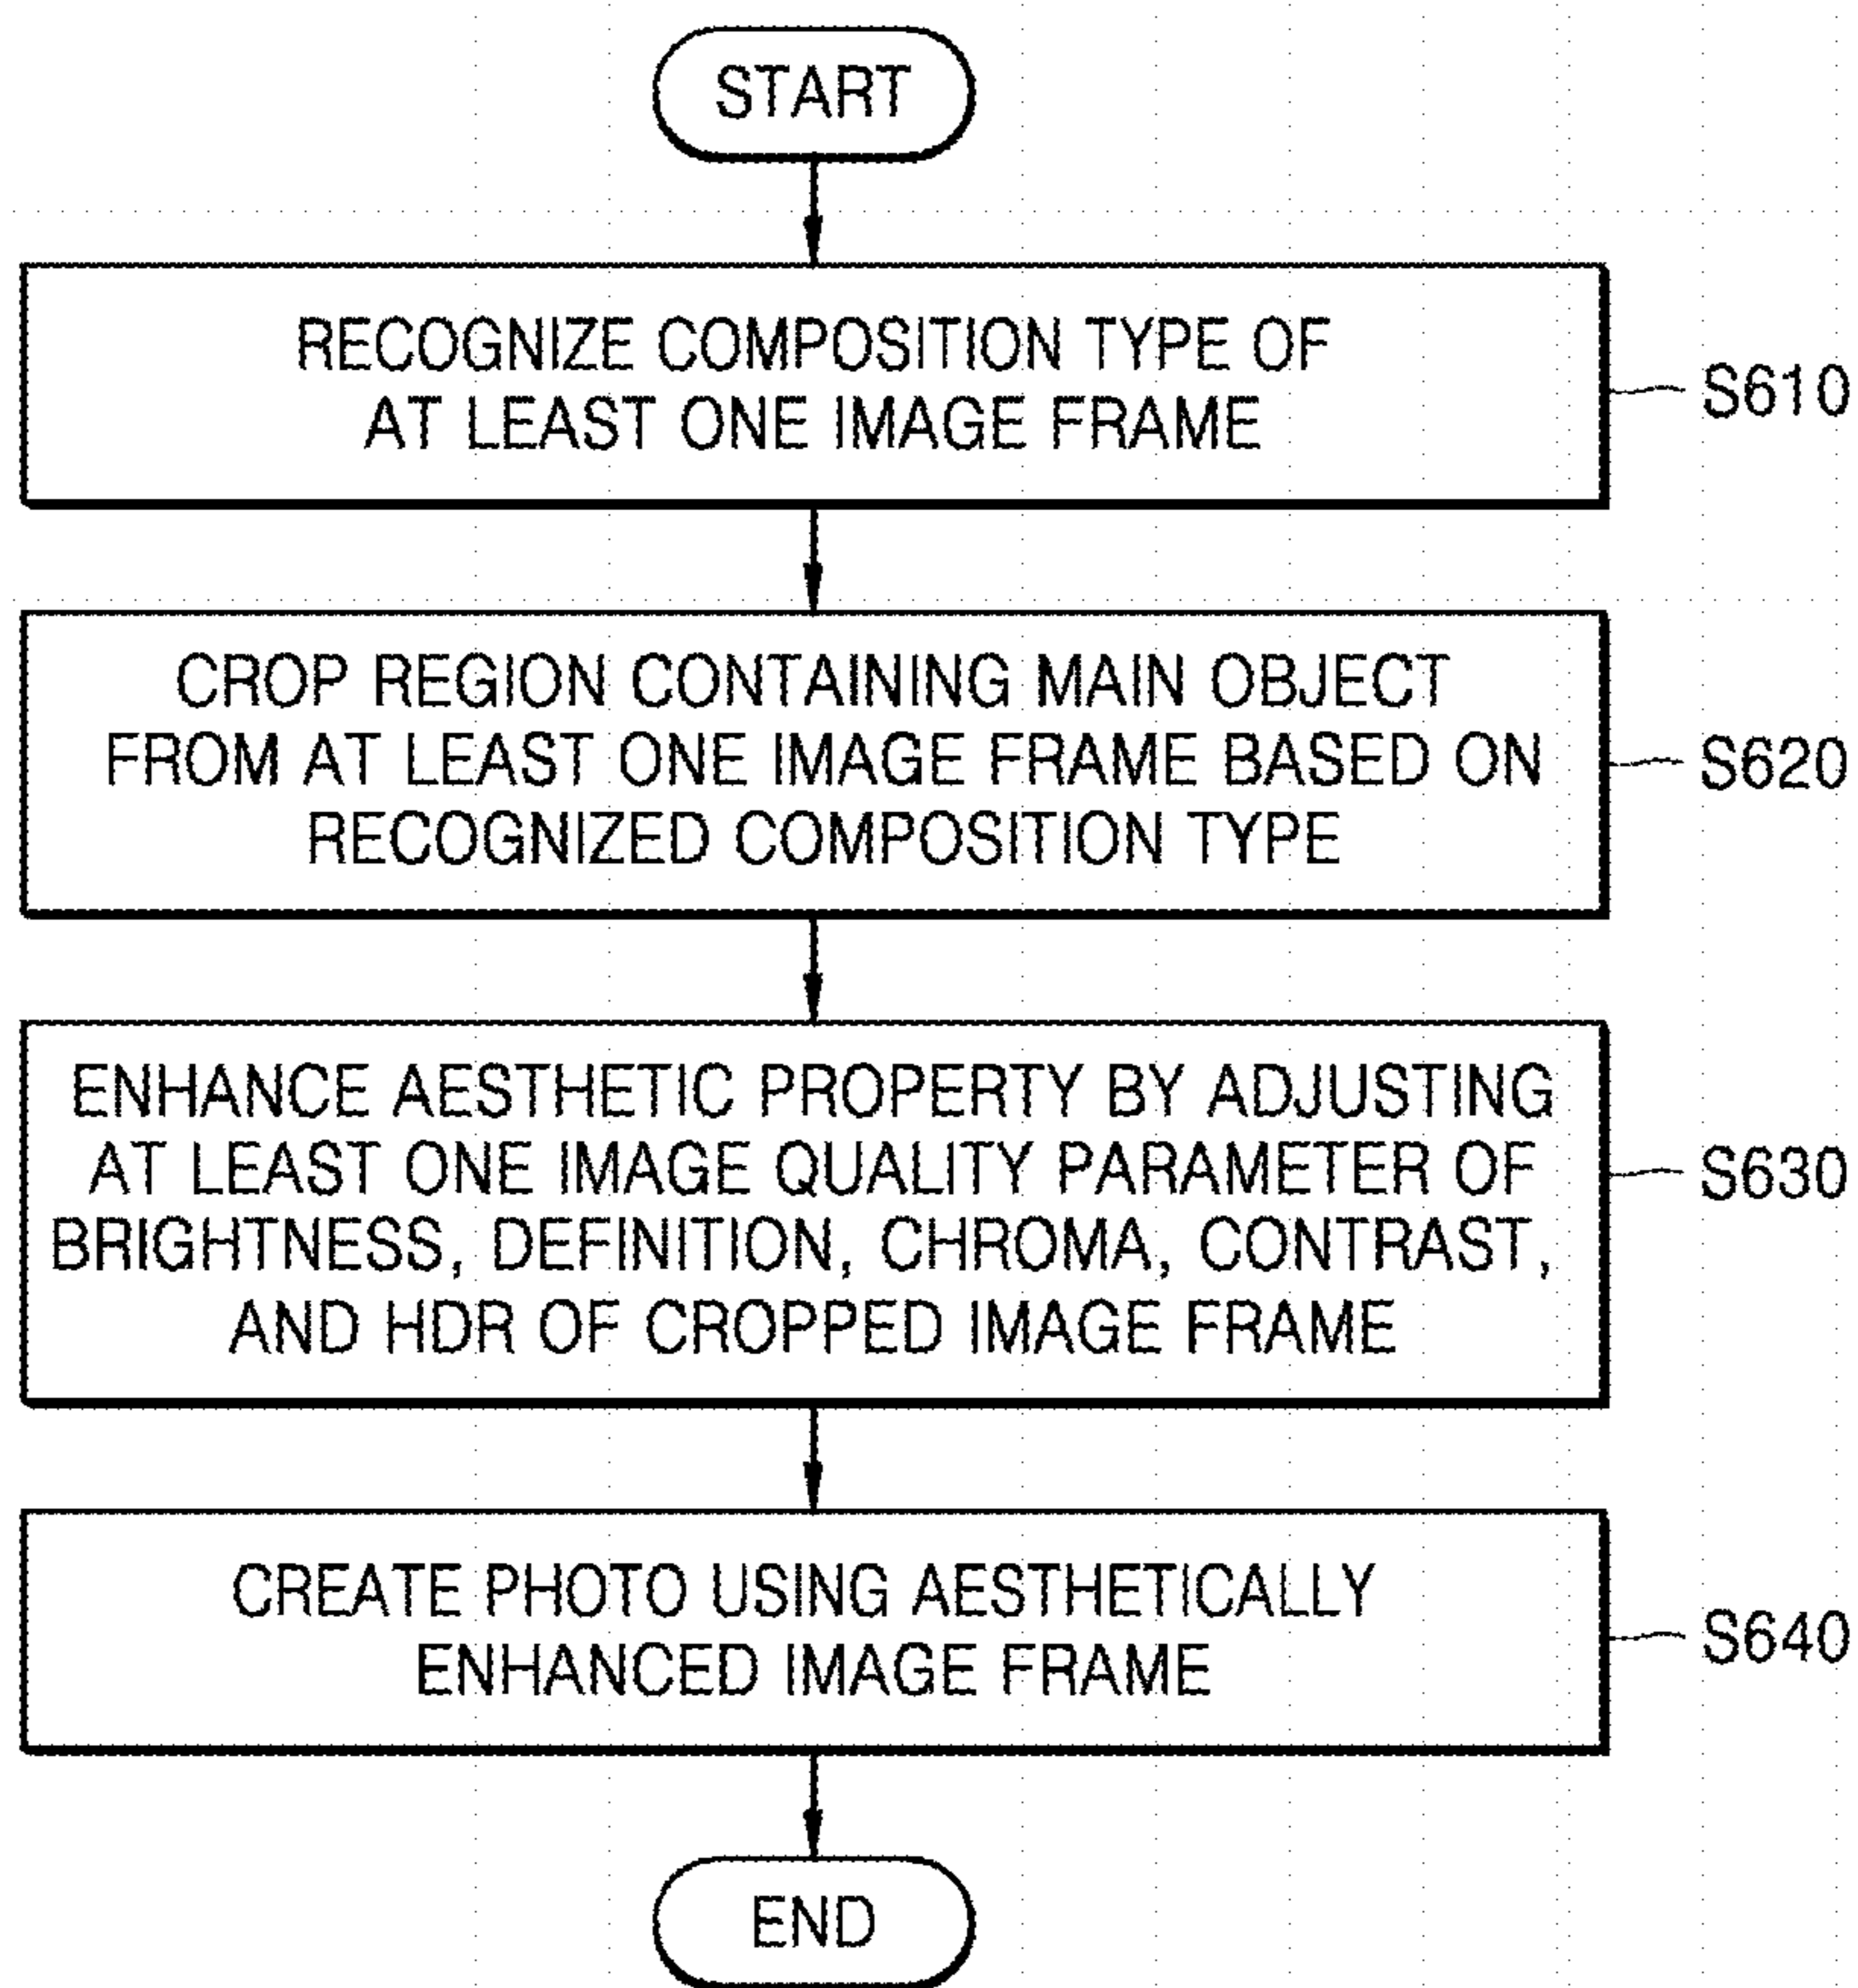 START
RECOGNIZE COMPOSITION TYPE OF
AT LEAST ONE IMAGE FRAME
S610
CROP REGION CONTAINING MAIN OBJECT
FROM AT LEAST ONE IMAGE FRAME BASED ON
RECOGNIZED COMPOSITION TYPE
S620
ENHANCE AESTHETIC PROPERTY BY ADJUSTING
AT LEAST ONE IMAGE QUALITY PARAMETER OF
BRIGHTNESS, DEFINITION, CHROMA, CONTRAST,
AND HDR OF CROPPED IMAGE FRAME
S630
CREATE PHOTO USING AESTHETICALLY
ENHANCED IMAGE FRAME
S640
END